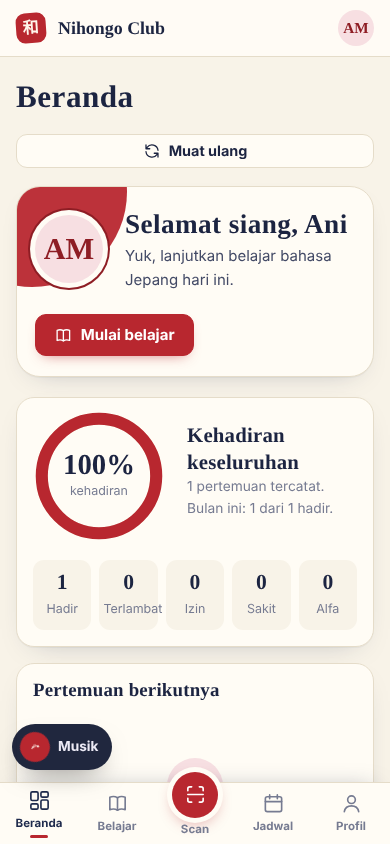 和 Nihongo Club AM
Beranda
Muat ulang
AM
Selamat siang, Ani
Yuk, lanjutkan belajar bahasa
Jepang hari ini.
Mulai belajar
100%
kehadiran
Kehadiran
keseluruhan
1 pertemuan tercatat.
Bulan ini: 1 dari 1 hadir.
1 0 0 0 0
Hadir Terlambat Izin Sakit Alfa
Pertemuan berikutnya
Musik
Beranda Belajar Scan Jadwal Profil